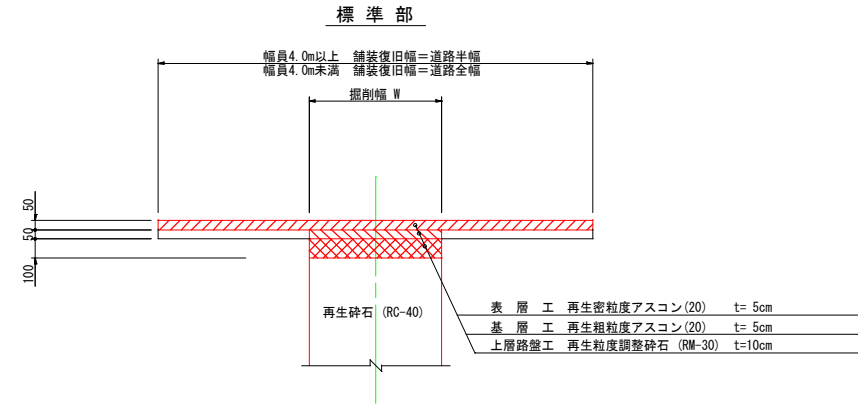 標 準 部
幅員4.0m以上 舗装復旧幅＝道路半幅
幅員4.0m未満 舗装復旧幅＝道路全幅
掘削幅 W
50
50
100
再生砕石 (RC-40)
表 層 工 再生密粒度アスコン(20) t= 5cm
基 層 工 再生粗粒度アスコン(20) t= 5cm
上層路盤工 再生粒度調整砕石 (RM-30) t=10cm